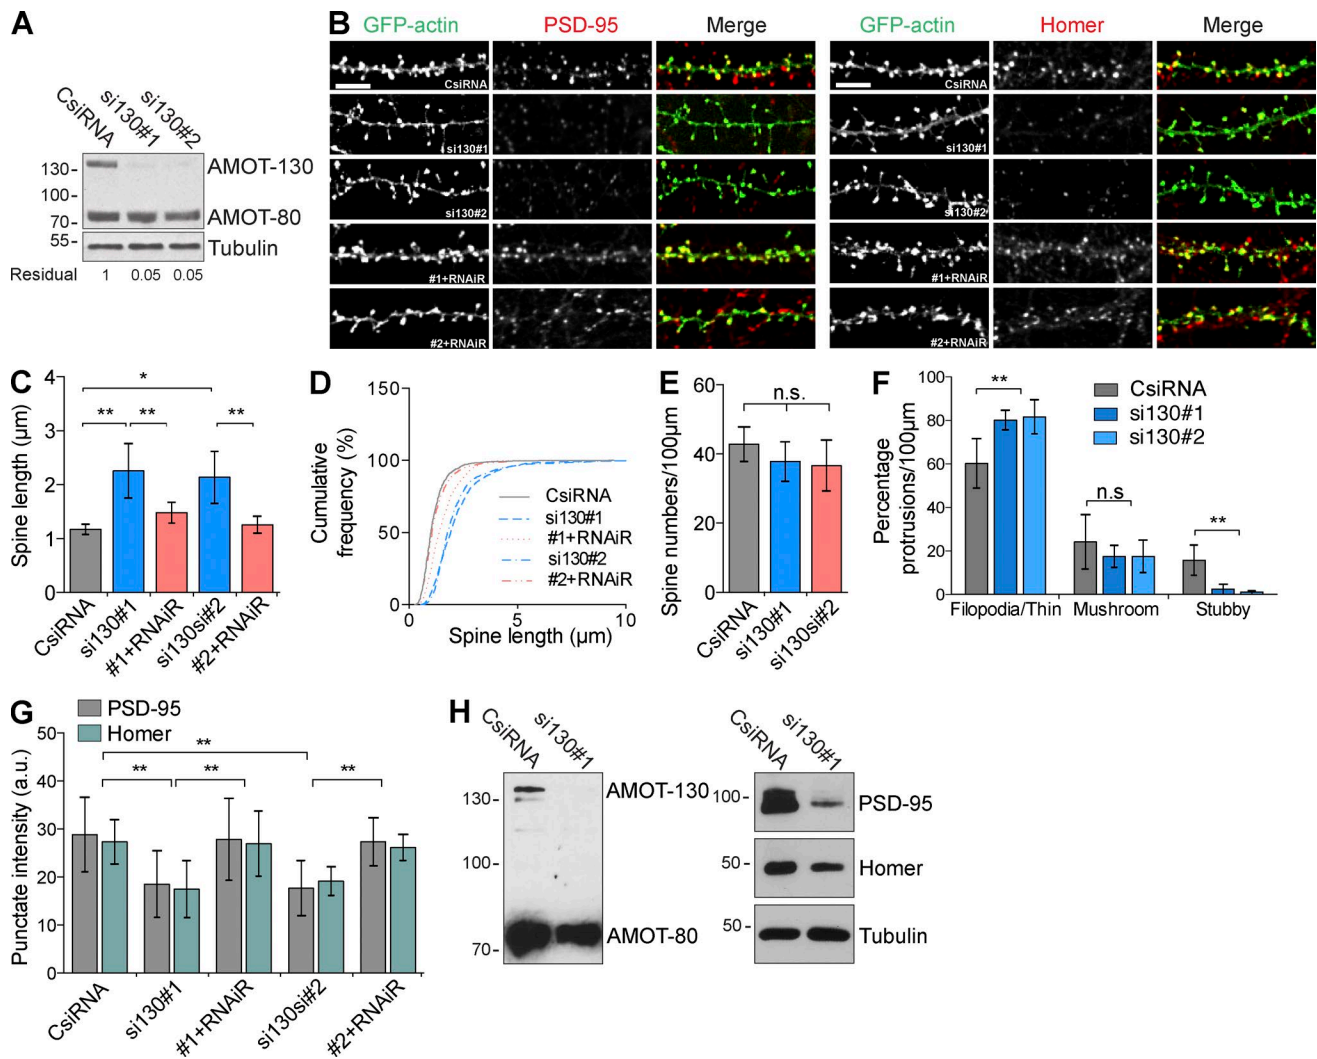 A
CsiRNA
si130#1
si130#2
130-
AMOT-130
100-
70-
AMOT-80
55-
Tubulin
Residual 1 0.05 0.05
B
GFP-actin PSD-95 Merge GFP-actin Homer Merge
CsiRNA CsiRNA
si130#1 si130#1
si130#2 si130#2
#1+RNAiR #1+RNAiR
#2+RNAiR #2+RNAiR
C
Spine length (µm)
4
3
2
1
0
*
** ** **
CsiRNA
si130#1
#1+RNAiR
si130si#2
#2+RNAiR
D
Cumulative
frequency (%)
150
100
50
0
0 5 10
Spine length (µm)
CsiRNA
si130#1
#1+RNAiR
si130#2
#2+RNAiR
E
Spine numbers/100µm
60
40
20
0
n.s.
CsiRNA
si130#1
si130si#2
F
Percentage
protrusions/100µm
100
80
60
40
20
0
**
n.s
**
CsiRNA
si130#1
si130#2
Filopodia/Thin Mushroom Stubby
G
PSD-95
Homer
Punctate intensity (a.u.)
50
40
30
20
10
0
**
** ** **
CsiRNA
si130#1
#1+RNAiR
si130si#2
#2+RNAiR
H
CsiRNA
si130#1
130-
AMOT-130
100-
70-
AMOT-80
CsiRNA
si130#1
100-
PSD-95
50-
Homer
50-
Tubulin